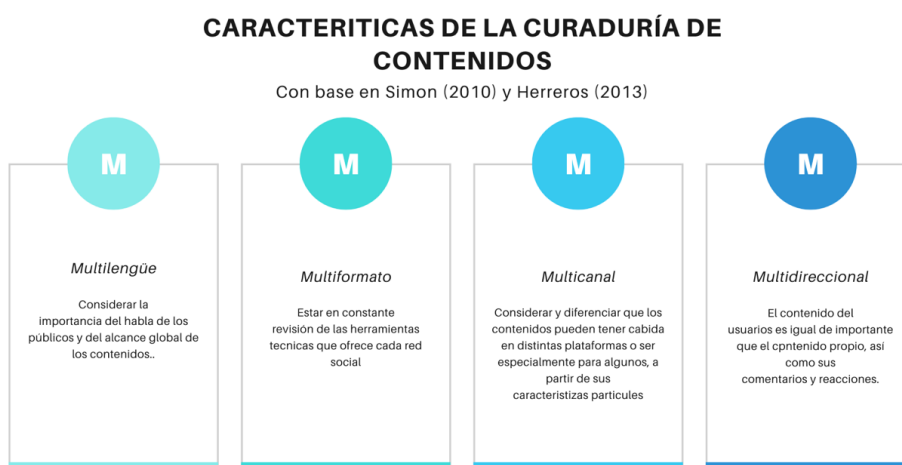 CARACTERITICAS DE LA CURADURÍA DE
CONTENIDOS
Con base en Simon (2010) y Herreros (2013)
M
Multilengüe
Considerar la
importancia del habla de los
públicos y del alcance global de
los contenidos..
M
Multiformato
Estar en constante
revisión de las herramientas
tecnicas que ofrece cada red
social
M
Multicanal
Considerar y diferenciar que los
contenidos pueden tener cabida
en distintas plataformas o ser
especialmente para algunos, a
partir de sus
caracteristizas particules
M
Multidireccional
El contenido del
usuarios es igual de importante
que el cpntenido propio, así
como sus
comentarios y reacciones.